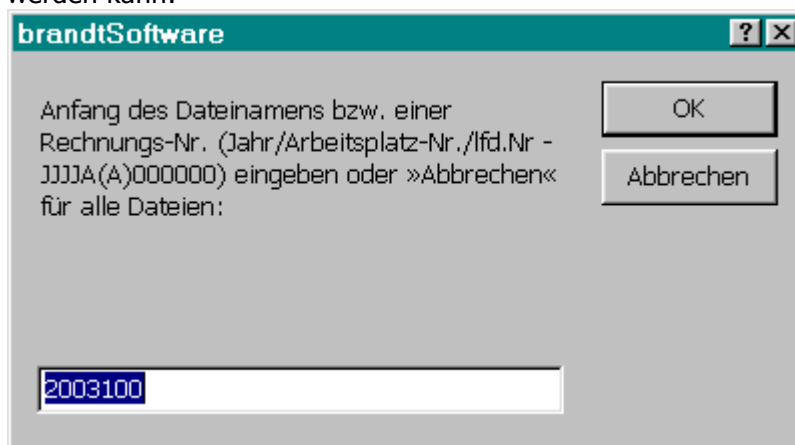 werden kann.
brandtSoftware
Anfang des Dateinamens bzw. einer
Rechnungs-Nr. (Jahr/Arbeitsplatz-Nr./lfd.Nr -
JJJJA(A)000000) eingeben oder »Abbrechen«
für alle Dateien:
OK
Abbrechen
2003100